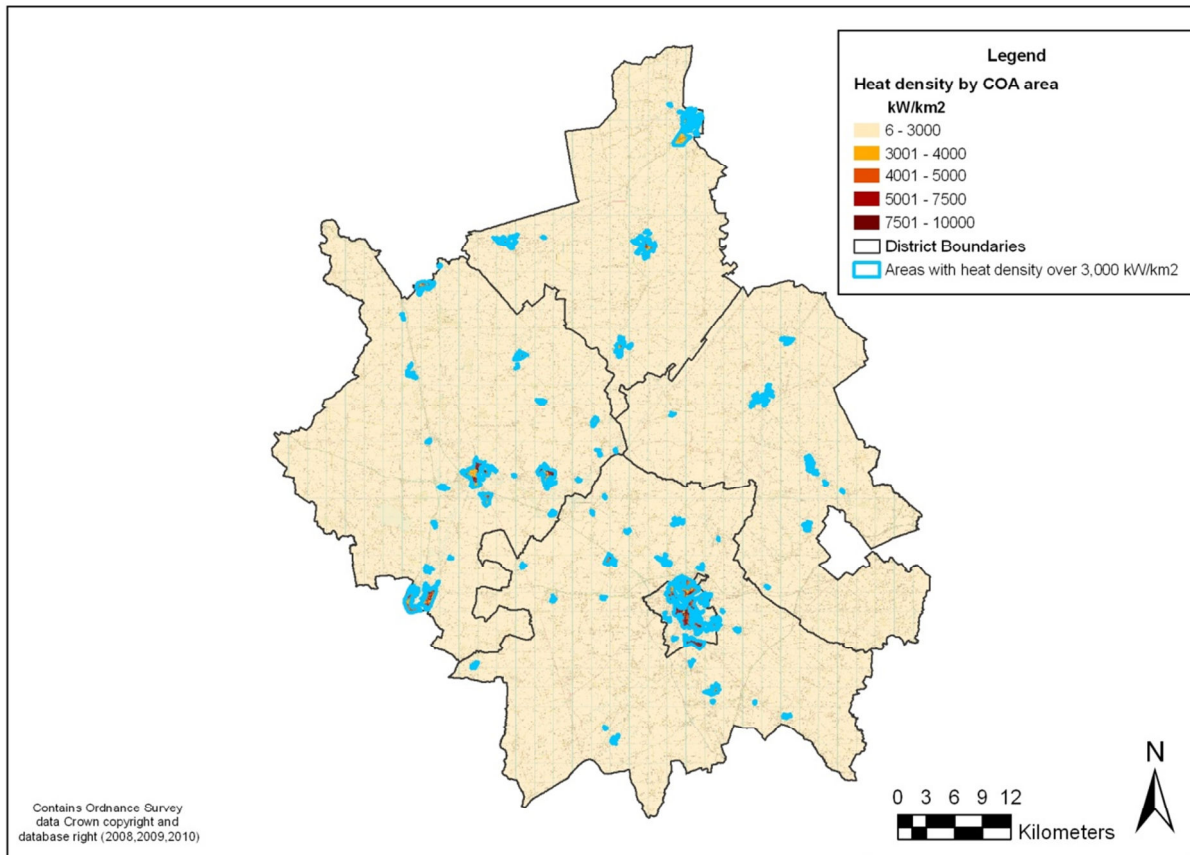 Legend
Heat density by COA area
kW/km2
6 - 3000
3001 - 4000
4001 - 5000
5001 - 7500
7501 - 10000
District Boundaries
Areas with heat density over 3,000 kW/km2
N
0 3 6 9 12
Kilometers
Contains Ordnance Survey
data Crown copyright and
database right (2008,2009,2010)